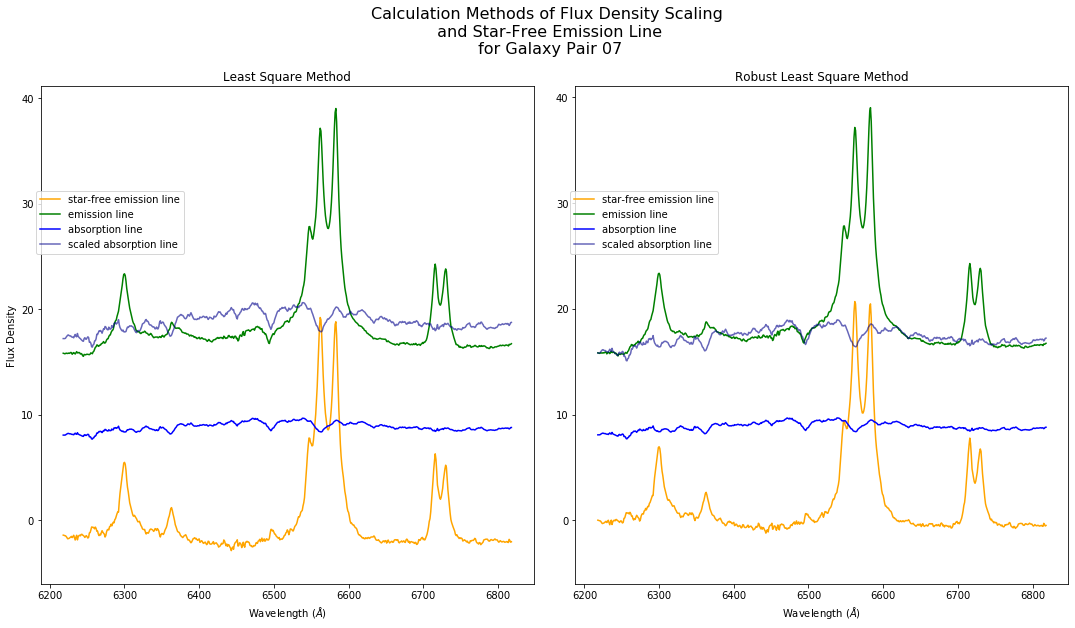 Calculation Methods of Flux Density Scaling
and Star-Free Emission Line
for Galaxy Pair 07
Least Square Method
Flux Density
40
30
20
10
0
star-free emission line
emission line
absorption line
scaled absorption line
6200 6300 6400 6500 6600 6700 6800
Wavelength (Å)
Robust Least Square Method
40
30
20
10
0
star-free emission line
emission line
absorption line
scaled absorption line
6200 6300 6400 6500 6600 6700 6800
Wavelength (Å)